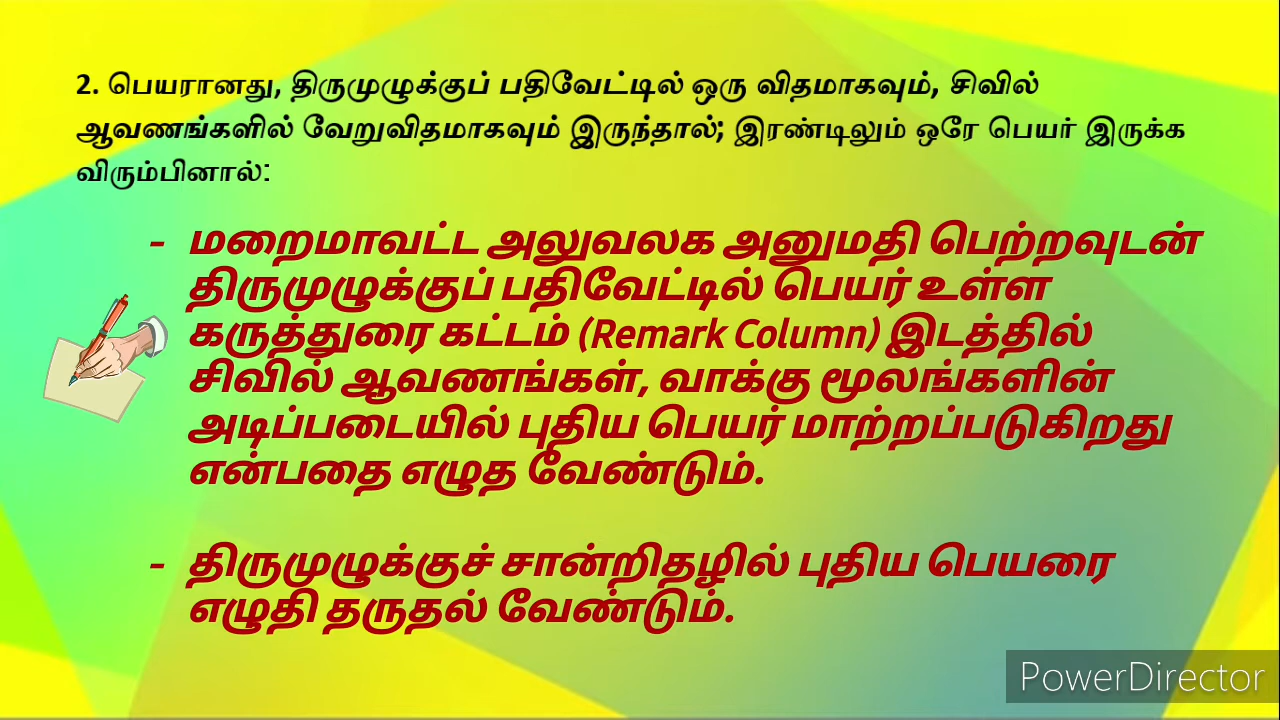 2. பெயரானது, திருமுழுக்குப் பதிவேட்டில் ஒரு விதமாகவும், சிவில்
ஆவணங்களில் வேறுவிதமாகவும் இருந்தால்; இரண்டிலும் ஒரே பெயர் இருக்க
விரும்பினால்:
- மறைமாவட்ட அலுவலக அனுமதி பெற்றவுடன்
திருமுழுக்குப் பதிவேட்டில் பெயர் உள்ள
கருத்துரை கட்டம் (Remark Column) இடத்தில்
சிவில் ஆவணங்கள், வாக்கு மூலங்களின்
அடிப்படையில் புதிய பெயர் மாற்றப்படுகிறது
என்பதை எழுத வேண்டும்.
- திருமுழுக்குச் சான்றிதழில் புதிய பெயரை
எழுதி தருதல் வேண்டும்.
PowerDirector